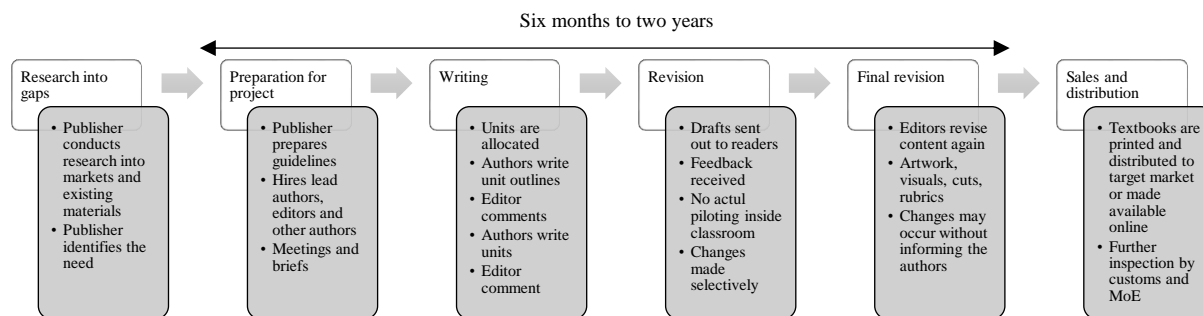 Six months to two years
Research into
gaps
• Publisher
conducts
research into
markets and
existing
materials
• Publisher
identifies the
need
Preparation for
project
• Publisher
prepares
guidelines
• Hires lead
authors,
editors and
other authors
• Meetings and
briefs
Writing
• Units are
allocated
• Authors write
unit outlines
• Editor
comments
• Authors write
units
• Editor
comment
Revision
• Drafts sent
out to readers
• Feedback
received
• No actul
piloting inside
classroom
• Changes
made
selectively
Final revision
• Editors revise
content again
• Artwork,
visuals, cuts,
rubrics
• Changes may
occur without
informing the
authors
Sales and
distribution
• Textbooks are
printed and
distributed to
target market
or made
available
online
• Further
inspection by
customs and
MoE